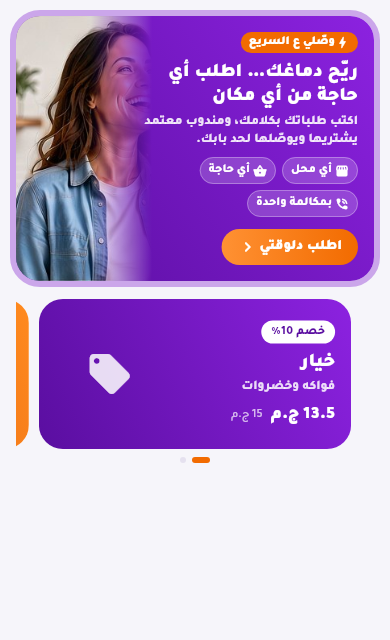 وصّلي ع السريع
ريّح دماغك... اطلب أي
حاجة من أي مكان
اكتب طلباتك بكلامك، ومندوب معتمد
يشتريها ويوصّلها لحد بابك.
أي محل
أي حاجة
بمكالمة واحدة
اطلب دلوقتي
خصم 10%
خيار
فواكه وخضروات
13.5 ج.م 15 ج.م